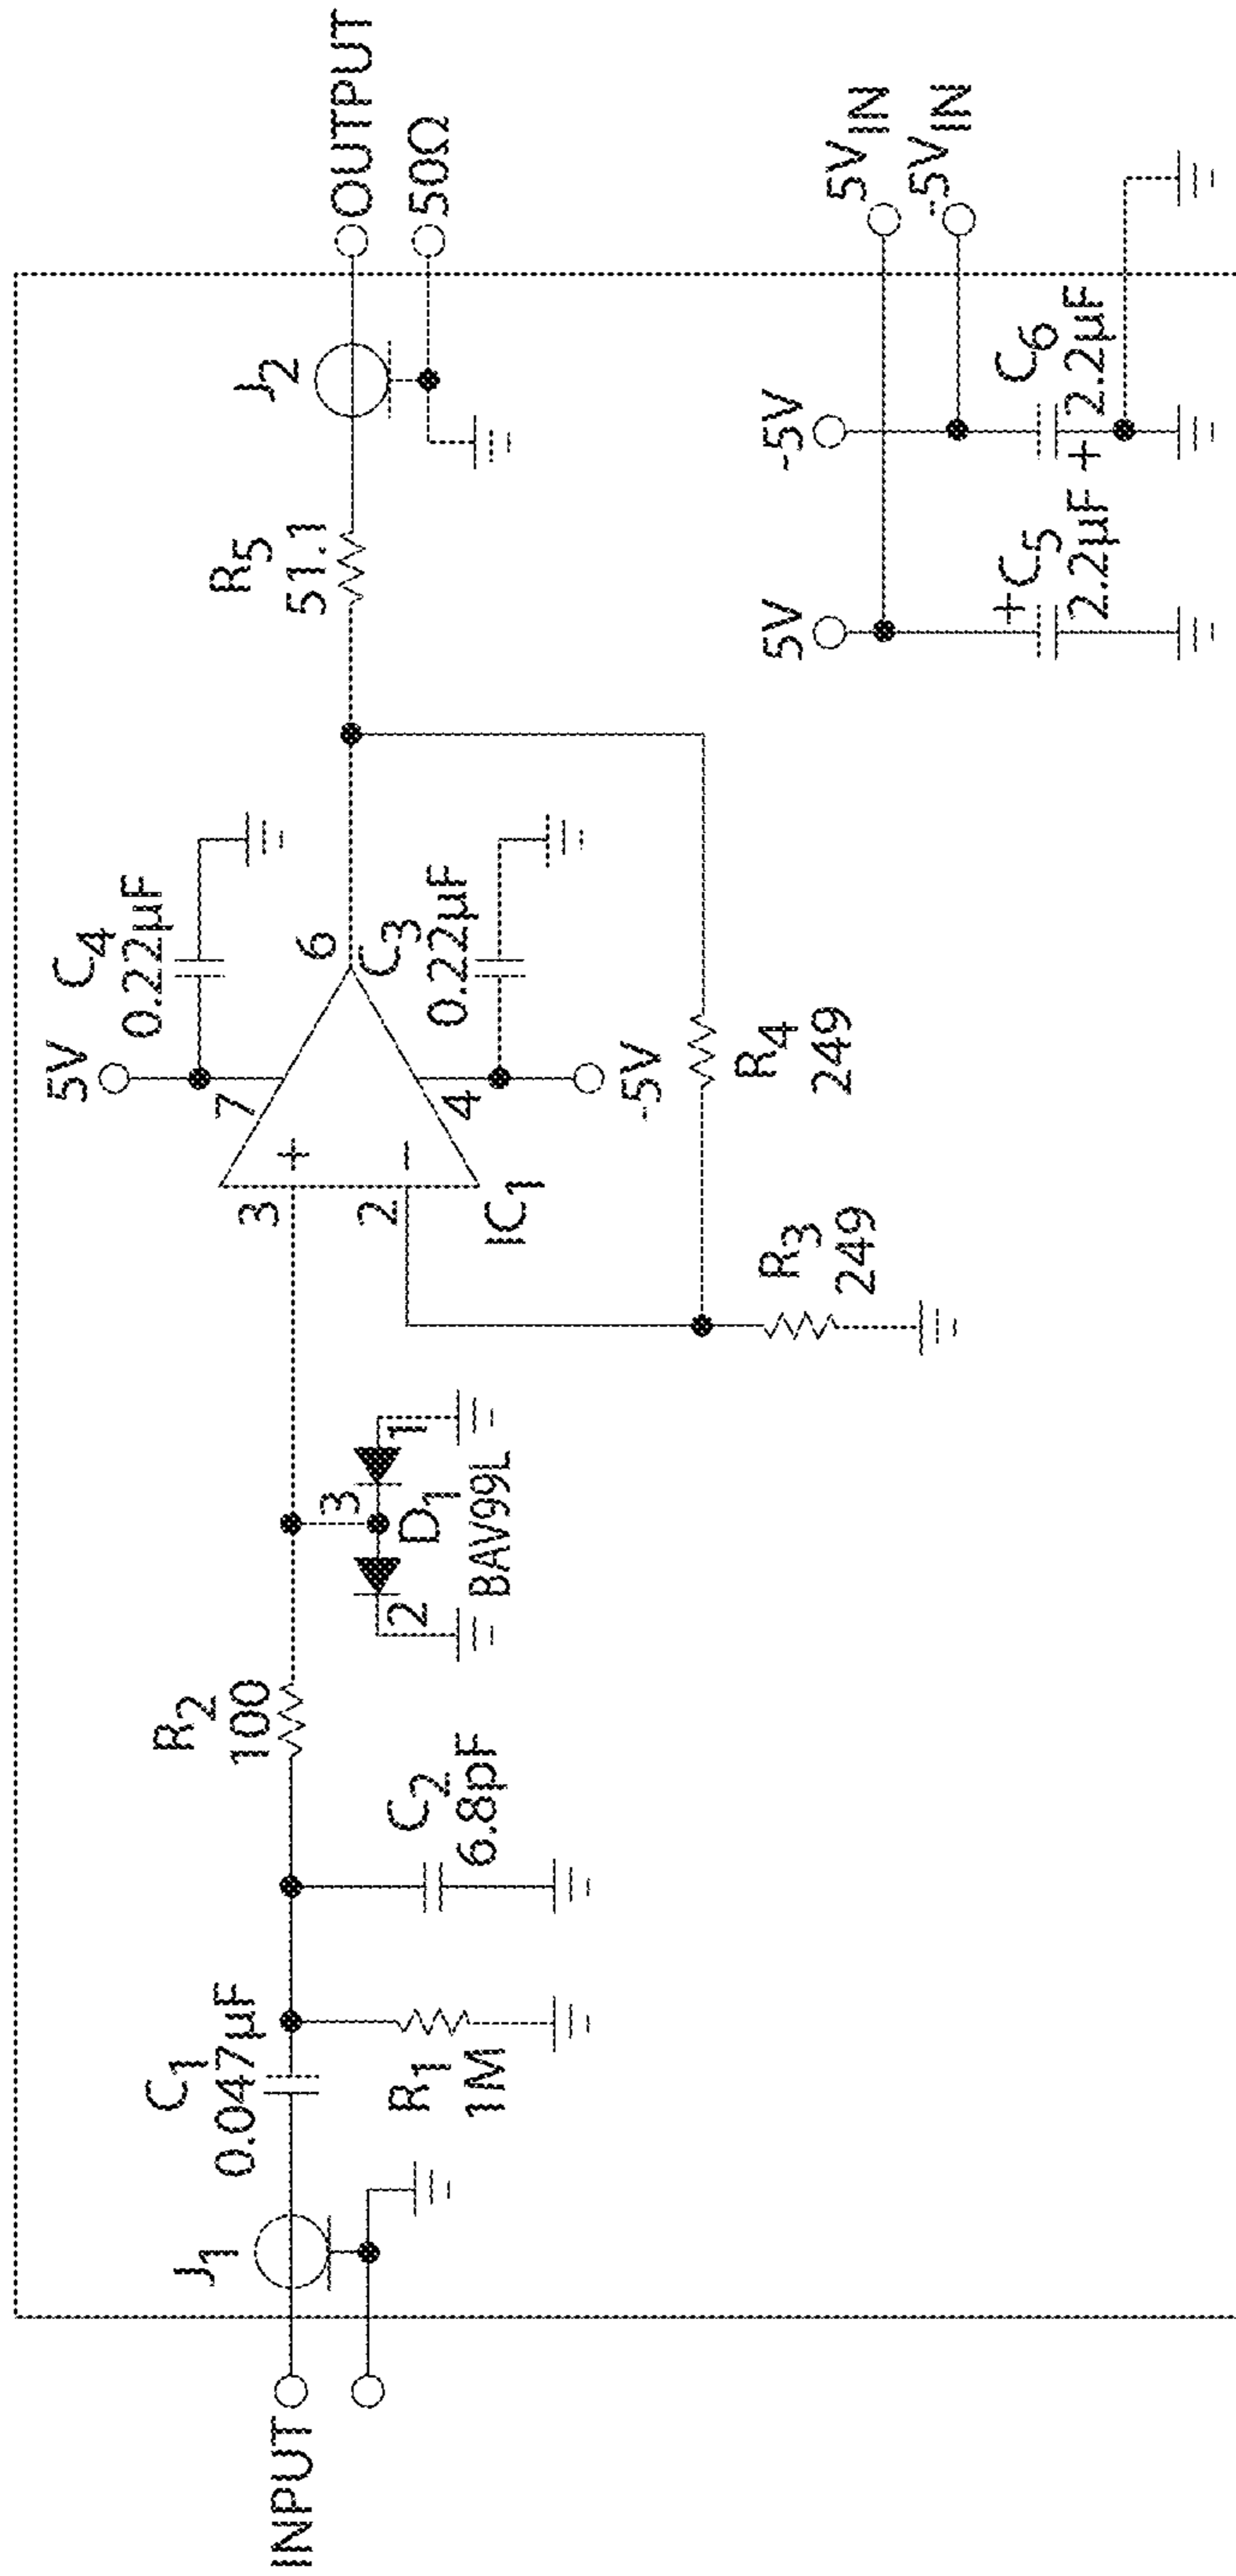 INPUT
J1
C1
0.047µF
R1
1M
C2
6.8pF
R2
100
3
1
2
D1
BAV99L
3
2
+
−
7
4
6
IC1
5V
C4
0.22µF
C3
0.22µF
-5V
R4
249
R3
249
R5
51.1
J2
OUTPUT
50Ω
5V
-5V
+
C5
2.2µF
+
C6
2.2µF
5VIN
-5VIN